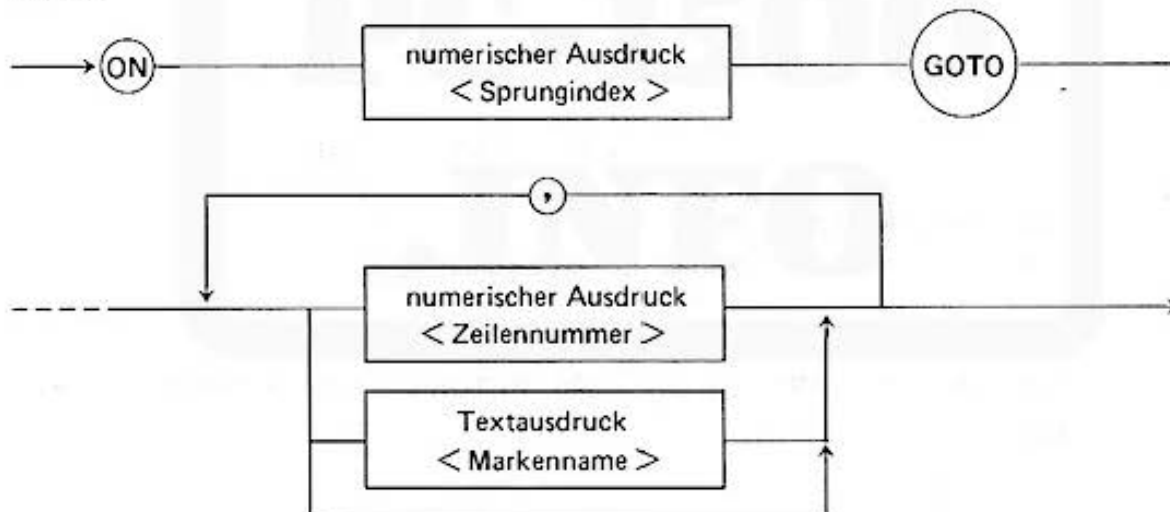 ON
numerischer Ausdruck
< Sprungindex >
GOTO
,
numerischer Ausdruck
< Zeilennummer >
Textausdruck
< Markenname >